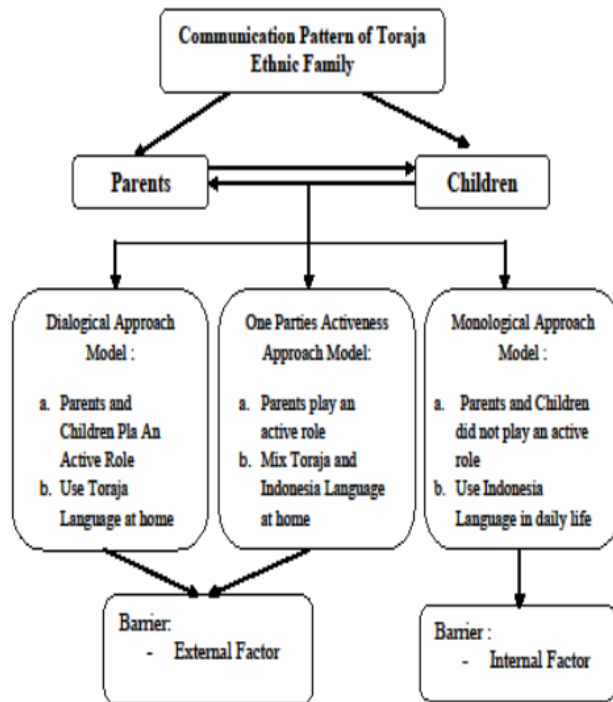 Communication Pattern of Toraja
Ethnic Family
Parents
Children
Dialogical Approach
Model :
a. Parents and
Children Pla An
Active Role
b. Use Toraja
Language at home
One Parties Activeness
Approach Model:
a. Parents play an
active role
b. Mix Toraja and
Indonesia Language
at home
Monological Approach
Model :
a. Parents and Children
did not play an active
role
b. Use Indonesia
Language in daily life
Barrier:
- External Factor
Barrier :
- Internal Factor